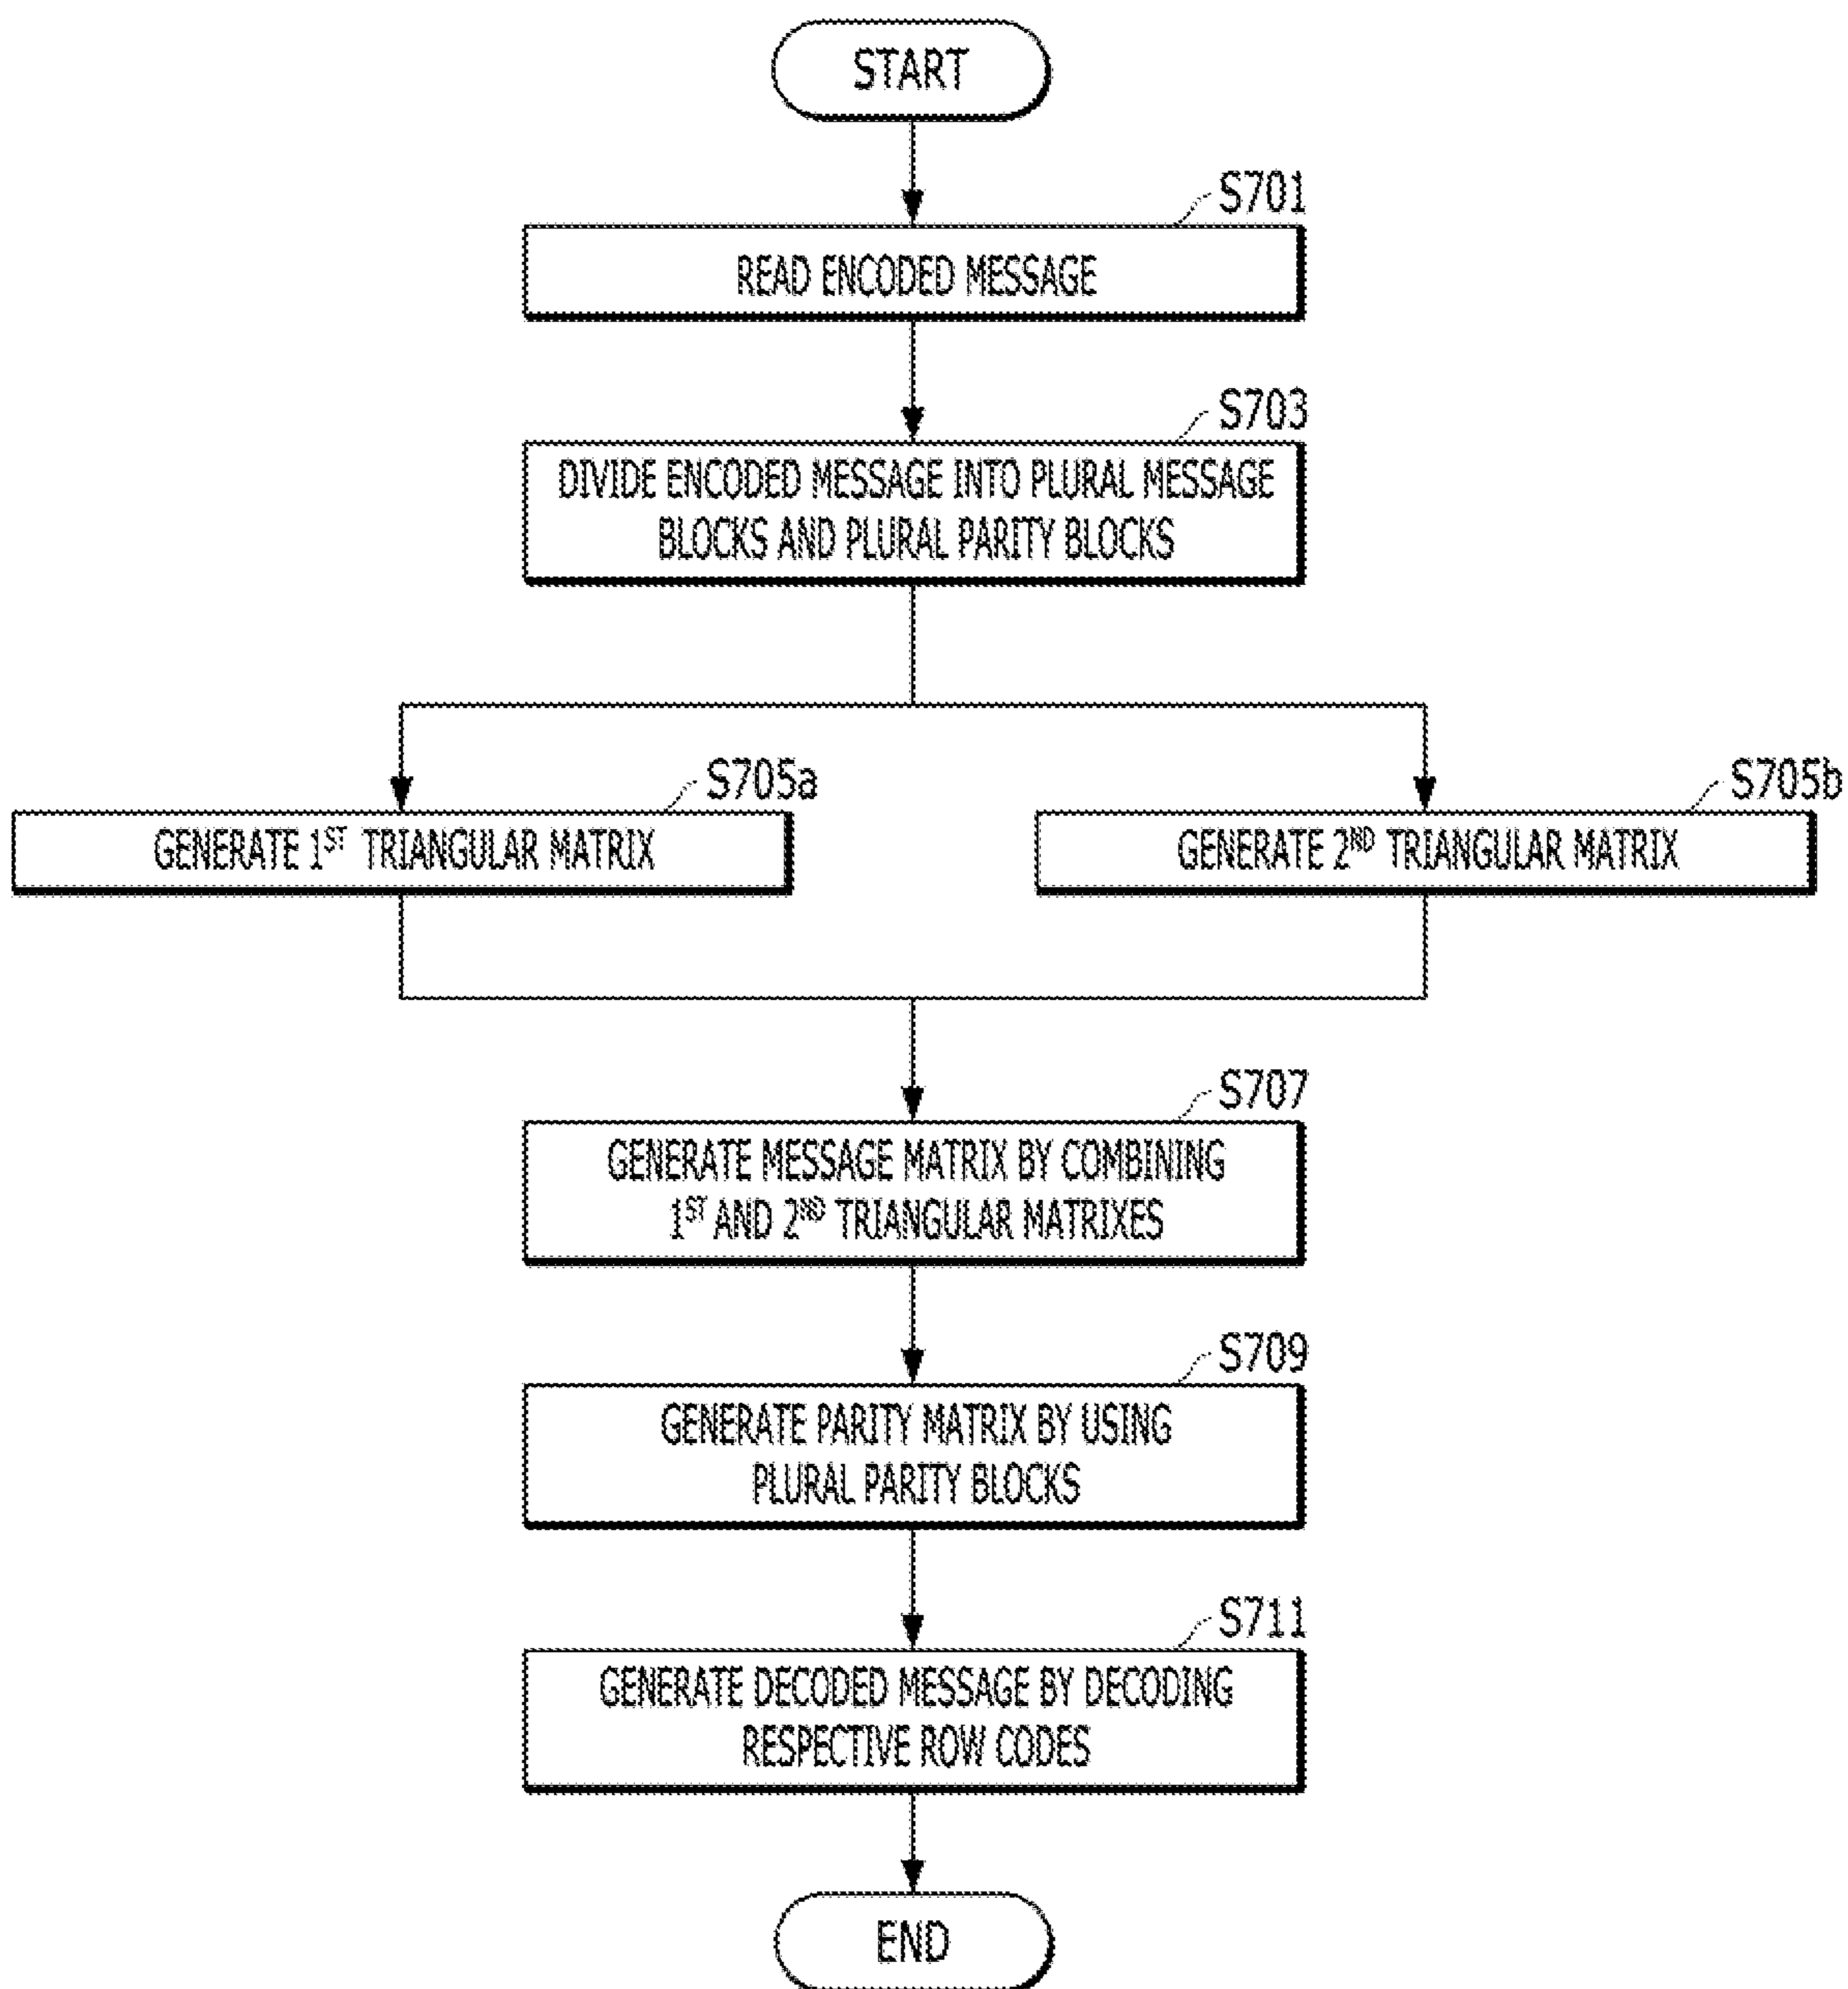 START
S701
READ ENCODED MESSAGE
S703
DIVIDE ENCODED MESSAGE INTO PLURAL MESSAGE
BLOCKS AND PLURAL PARITY BLOCKS
S705a
S705b
GENERATE 1ST TRIANGULAR MATRIX
GENERATE 2ND TRIANGULAR MATRIX
S707
GENERATE MESSAGE MATRIX BY COMBINING
1ST AND 2ND TRIANGULAR MATRIXES
S709
GENERATE PARITY MATRIX BY USING
PLURAL PARITY BLOCKS
S711
GENERATE DECODED MESSAGE BY DECODING
RESPECTIVE ROW CODES
END